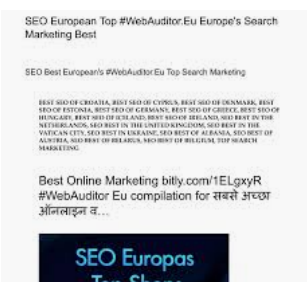 SEO European Top #WebAuditor.Eu Europe's Search
Marketing Best
SEO Best European's #WebAuditor.Eu Top Search Marketing
BEST SEO OF CROATIA, BEST SEO OF CYPRUS, BEST SEO OF DENMARK, BEST
SEO OF ESTONIA, BEST SEO OF GERMANY, BEST SEO OF GREECE, BEST SEO OF
HUNGARY, BEST SEO OF ICELAND, BEST SEO OF IRELAND, SEO BEST IN THE
NETHERLANDS, SEO BEST IN THE UNITED KINGDOM, SEO BEST IN THE
VATICAN CITY, SEO BEST IN UKRAINE, SEO BEST OF ALBANIA, SEO BEST OF
AUSTRIA, SEO BEST OF BELARUS, SEO BEST OF BELGIUM, TOP SEARCH
MARKETING
Best Online Marketing bitly.com/1ELgxyR
#WebAuditor Eu compilation for सबसे अच्छा
ऑनलाइन व...
SEO Europas
Top Shops